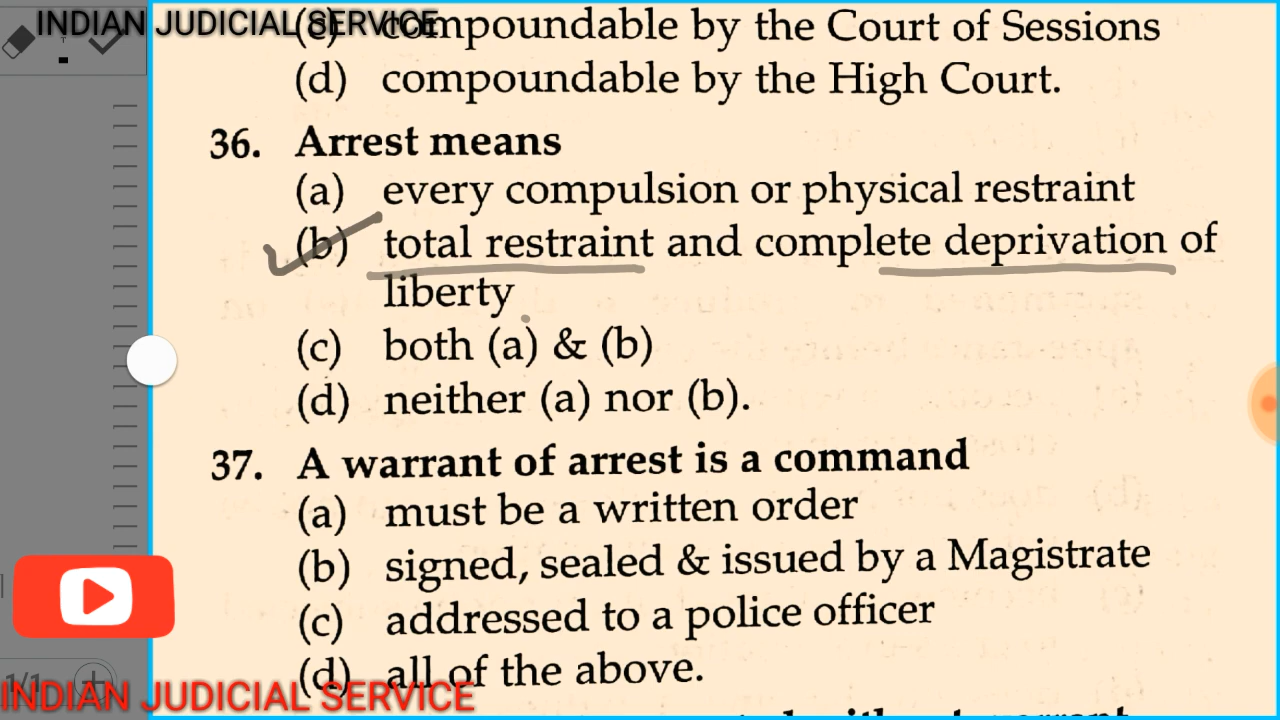 INDIAN JUDICIAL SERVICE
(c) compoundable by the Court of Sessions
(d) compoundable by the High Court.
36. Arrest means
(a) every compulsion or physical restraint
(b) total restraint and complete deprivation of
liberty
(c) both (a) & (b)
(d) neither (a) nor (b).
37. A warrant of arrest is a command
(a) must be a written order
(b) signed, sealed & issued by a Magistrate
(c) addressed to a police officer
(d) all of the above.
1/1
INDIAN JUDICIAL SERVICE